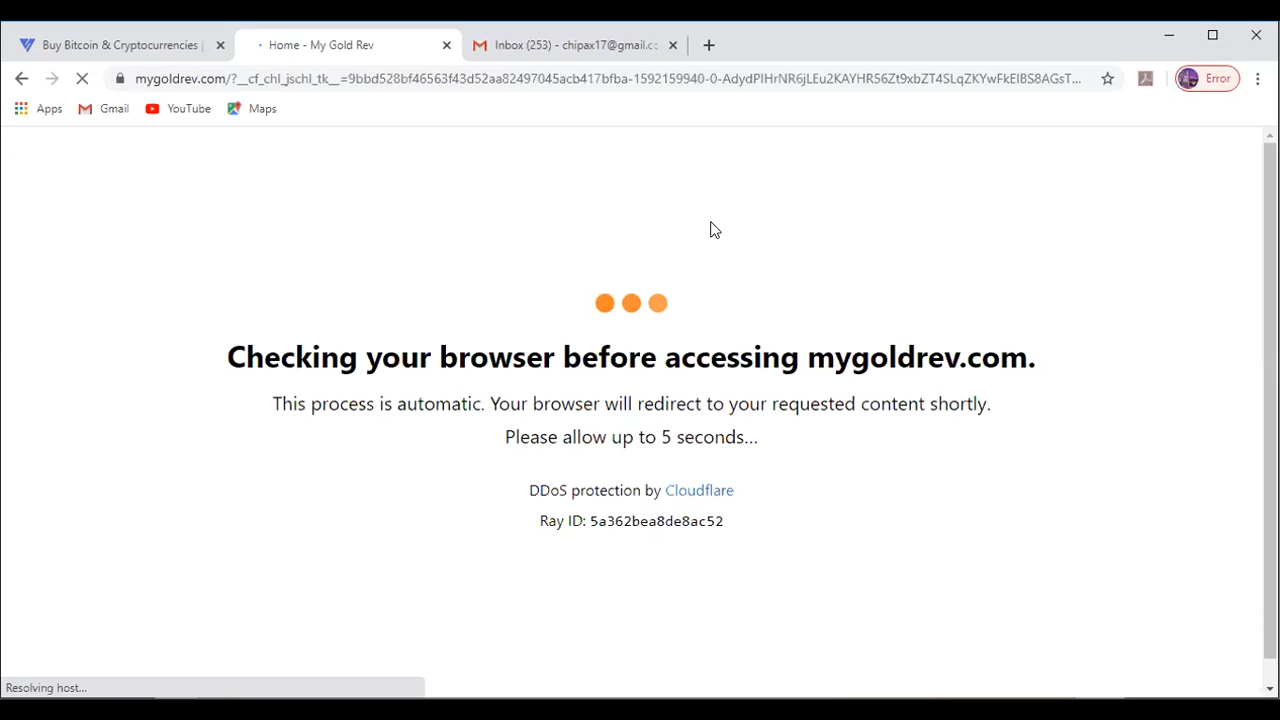 Buy Bitcoin & Cryptocurrencies |
Home - My Gold Rev
Inbox (253) - chipax17@gmail.co
mygoldrev.com/?__cf_chl_jschl_tk__=9bbd528bf46563f43d52aa82497045acb417bfba-1592159940-0-AdydPIHrNR6jLEu2KAYHR56Zt9xbZT4SLqZKYwFkEIBS8AGsT...
Error
Apps
Gmail
YouTube
Maps
Checking your browser before accessing mygoldrev.com.
This process is automatic. Your browser will redirect to your requested content shortly.
Please allow up to 5 seconds...
DDoS protection by Cloudflare
Ray ID: 5a362bea8de8ac52
Resolving host...